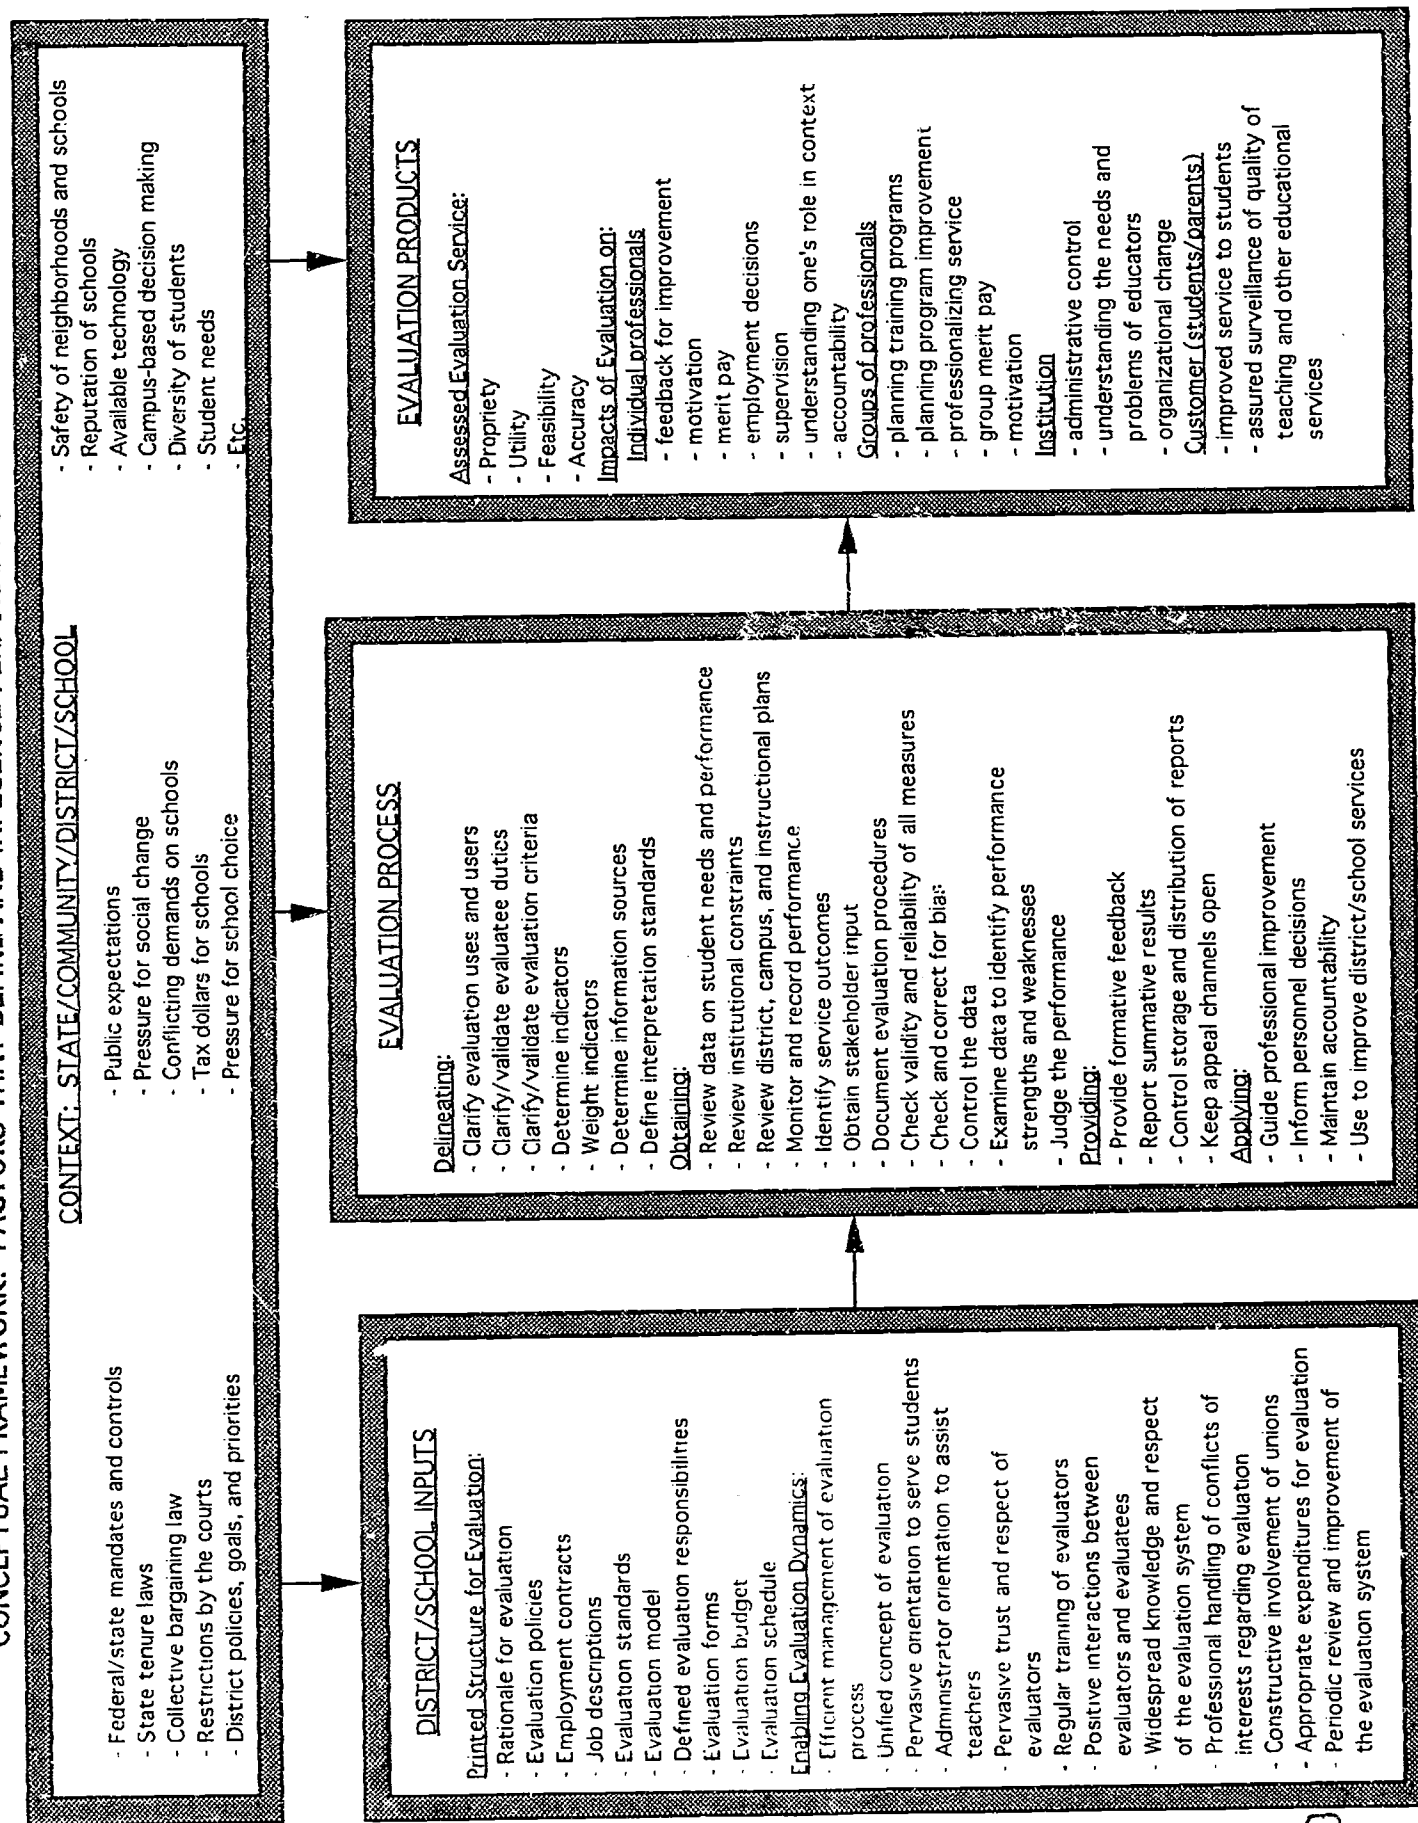 CONCEPTUAL FRAMEWORK: FACTORS THAT DEFINE AND INFLUENCE
CONTEXT: STATE/COMMUNITY/DISTRICT/SCHOOL
- Federal/state mandates and controls
- State tenure laws
- Collective bargaining law
- Restrictions by the courts
- District policies, goals, and priorities
- Public expectations
- Pressure for social change
- Conflicting demands on schools
- Tax dollars for schools
- Pressure for school choice
- Safety of neighborhoods and schools
- Reputation of schools
- Available technology
- Campus-based decision making
- Diversity of students
- Student needs
- Etc.
DISTRICT/SCHOOL INPUTS
Printed Structure for Evaluation:
- Rationale for evaluation
- Evaluation policies
- Employment contracts
- Job descriptions
- Evaluation standards
- Evaluation model
- Defined evaluation responsibilities
- Evaluation forms
- Evaluation budget
- Evaluation schedule
Enabling Evaluation Dynamics:
- Efficient management of evaluation
process
- Unified concept of evaluation
- Pervasive orientation to serve students
- Administrator orientation to assist
teachers
- Pervasive trust and respect of
evaluators
- Regular training of evaluators
- Positive interactions between
evaluators and evaluatees
- Widespread knowledge and respect
of the evaluation system
- Professional handling of conflicts of
interests regarding evaluation
- Constructive involvement of unions
- Appropriate expenditures for evaluation
- Periodic review and improvement of
the evaluation system
EVALUATION PROCESS
Delineating:
- Clarify evaluation uses and users
- Clarify/validate evaluatee dutics
- Clarify/validate evaluation criteria
- Determine indicators
- Weight indicators
- Determine information sources
- Define interpretation standards
Obtaining:
- Review data on student needs and performance
- Review institutional constraints
- Review district, campus, and instructional plans
- Monitor and record performance
- Identify service outcomes
- Obtain stakeholder input
- Document evaluation procedures
- Check validity and reliability of all measures
- Check and correct for bias
- Control the data
- Examine data to identify performance
strengths and weaknesses
- Judge the performance
Providing:
- Provide formative feedback
- Report summative results
- Control storage and distribution of reports
- Keep appeal channels open
Applying:
- Guide professional improvement
- Inform personnel decisions
- Maintain accountability
- Use to improve district/school services
EVALUATION PRODUCTS
Assessed Evaluation Service:
- Propriety
- Utility
- Feasibility
- Accuracy
Impacts of Evaluation on:
Individual professionals
- feedback for improvement
- motivation
- merit pay
- employment decisions
- supervision
- understanding one's role in context
- accountability
Groups of professionals
- planning training programs
- planning program improvement
- professionalizing service
- group merit pay
- motivation
Institution
- administrative control
- understanding the needs and
problems of educators
- organizational change
Customer (students/parents)
- improved service to students
- assured surveillance of quality of
teaching and other educational
services